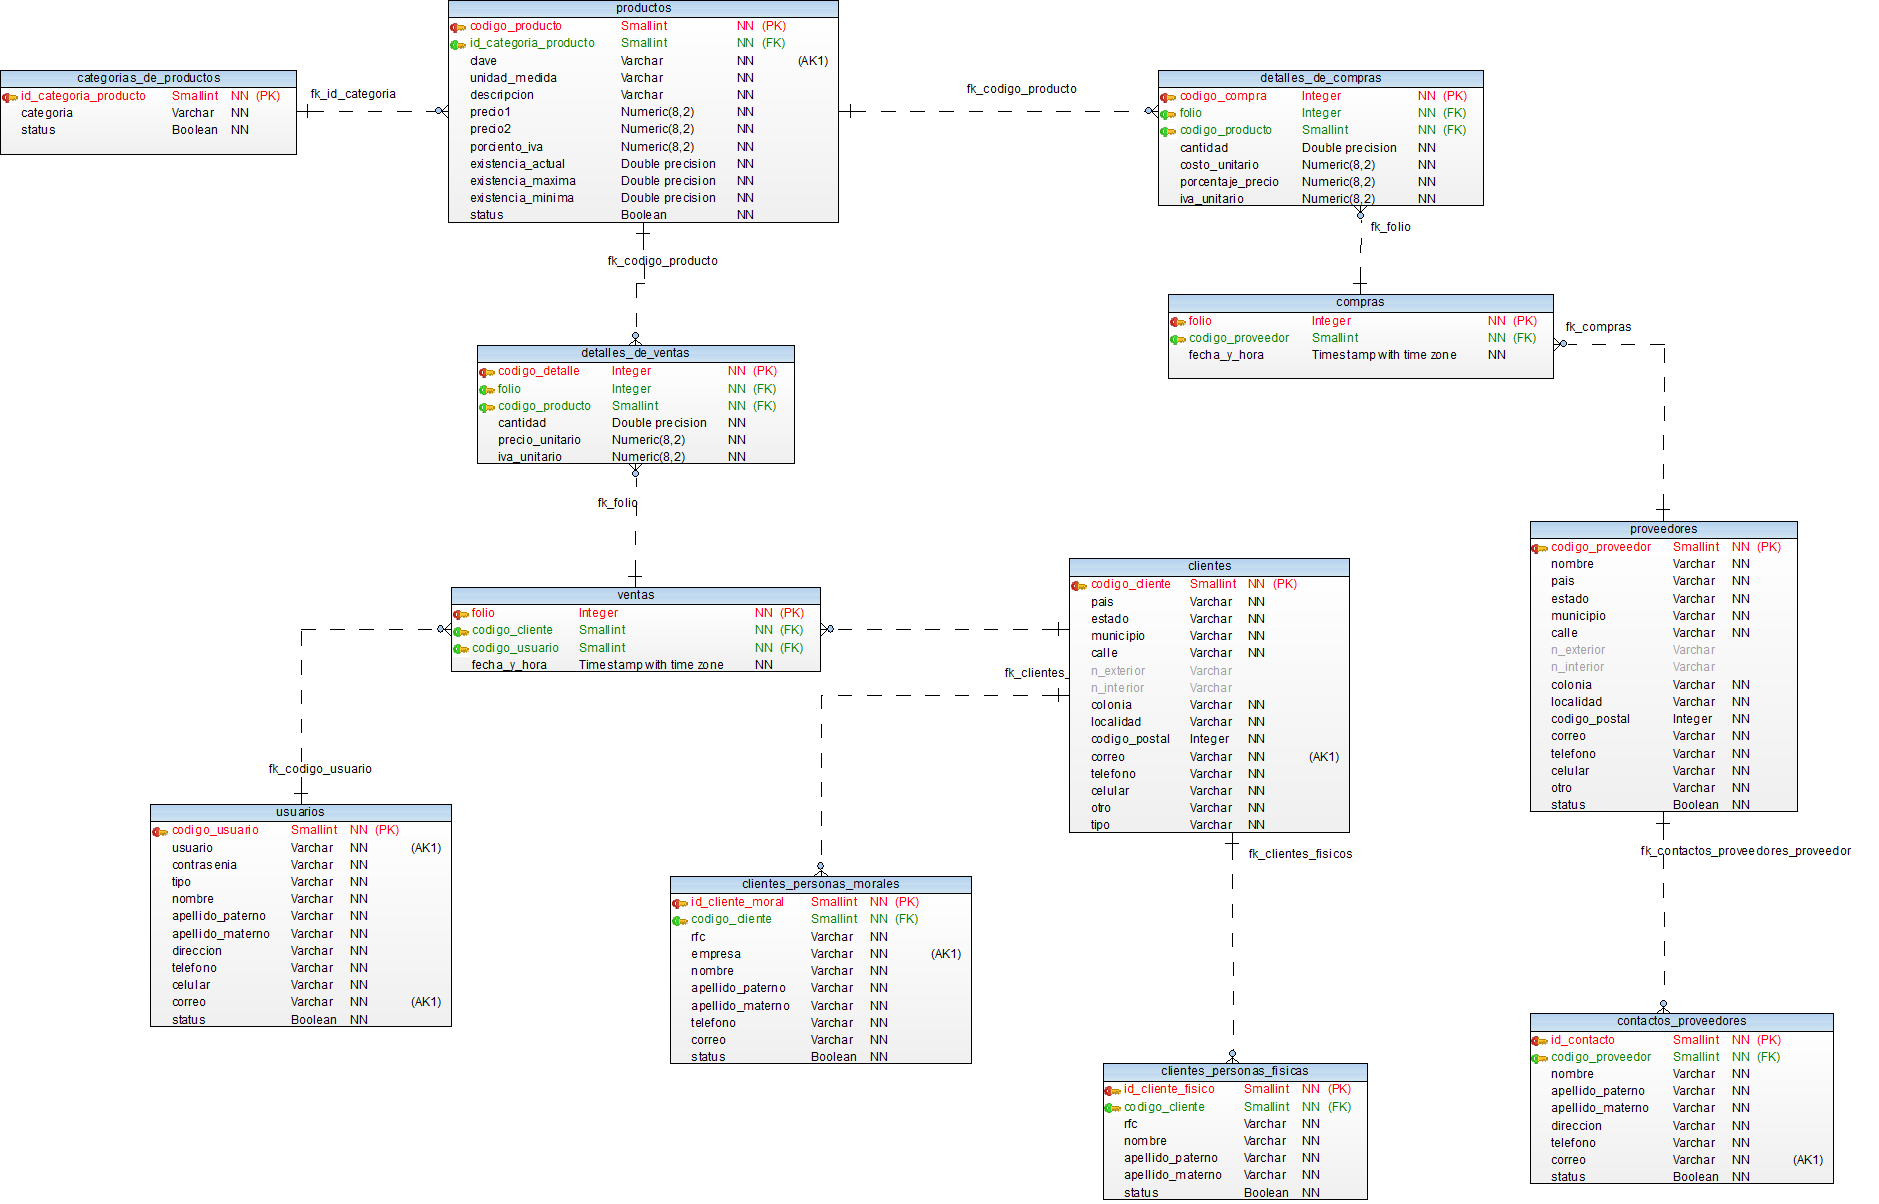 productos
codigo_producto Smallint NN (PK)
id_categoria_producto Smallint NN (FK)
clave Varchar NN (AK1)
unidad_medida Varchar NN
descripcion Varchar NN
precio1 Numeric(8,2) NN
precio2 Numeric(8,2) NN
porciento_iva Numeric(8,2) NN
existencia_actual Double precision NN
existencia_maxima Double precision NN
existencia_minima Double precision NN
status Boolean NN
categorias_de_productos
id_categoria_producto Smallint NN (PK)
categoria Varchar NN
status Boolean NN
fk_id_categoria
fk_codigo_producto
detalles_de_compras
codigo_compra Integer NN (PK)
folio Integer NN (FK)
codigo_producto Smallint NN (FK)
cantidad Double precision NN
costo_unitario Numeric(8,2) NN
porcentaje_precio Numeric(8,2) NN
iva_unitario Numeric(8,2) NN
fk_folio
fk_codigo_producto
compras
folio Integer NN (PK)
codigo_proveedor Smallint NN (FK)
fecha_y_hora Timestamp with time zone NN
fk_compras
detalles_de_ventas
codigo_detalle Integer NN (PK)
folio Integer NN (FK)
codigo_producto Smallint NN (FK)
cantidad Double precision NN
precio_unitario Numeric(8,2) NN
iva_unitario Numeric(8,2) NN
fk_folio
proveedores
codigo_proveedor Smallint NN (PK)
nombre Varchar NN
pais Varchar NN
estado Varchar NN
municipio Varchar NN
calle Varchar NN
n_exterior Varchar
n_interior Varchar
colonia Varchar NN
localidad Varchar NN
codigo_postal Integer NN
correo Varchar NN
telefono Varchar NN
celular Varchar NN
otro Varchar NN
status Boolean NN
ventas
folio Integer NN (PK)
codigo_cliente Smallint NN (FK)
codigo_usuario Smallint NN (FK)
fecha_y_hora Timestamp with time zone NN
clientes
codigo_cliente Smallint NN (PK)
pais Varchar NN
estado Varchar NN
municipio Varchar NN
calle Varchar NN
n_exterior Varchar
n_interior Varchar
colonia Varchar NN
localidad Varchar NN
codigo_postal Integer NN
correo Varchar NN (AK1)
telefono Varchar NN
celular Varchar NN
otro Varchar NN
tipo Varchar NN
fk_clientes_
fk_codigo_usuario
usuarios
codigo_usuario Smallint NN (PK)
usuario Varchar NN (AK1)
contrasenia Varchar NN
tipo Varchar NN
nombre Varchar NN
apellido_paterno Varchar NN
apellido_materno Varchar NN
direccion Varchar NN
telefono Varchar NN
celular Varchar NN
correo Varchar NN (AK1)
status Boolean NN
fk_clientes_fisicos
fk_contactos_proveedores_proveedor
clientes_personas_morales
id_cliente_moral Smallint NN (PK)
codigo_cliente Smallint NN (FK)
rfc Varchar NN
empresa Varchar NN (AK1)
nombre Varchar NN
apellido_paterno Varchar NN
apellido_materno Varchar NN
telefono Varchar NN
correo Varchar NN
status Boolean NN
clientes_personas_fisicas
id_cliente_fisico Smallint NN (PK)
codigo_cliente Smallint NN (FK)
rfc Varchar NN
nombre Varchar NN
apellido_paterno Varchar NN
apellido_materno Varchar NN
status Boolean NN
contactos_proveedores
id_contacto Smallint NN (PK)
codigo_proveedor Smallint NN (FK)
nombre Varchar NN
apellido_paterno Varchar NN
apellido_materno Varchar NN
direccion Varchar NN
telefono Varchar NN
correo Varchar NN (AK1)
status Boolean NN